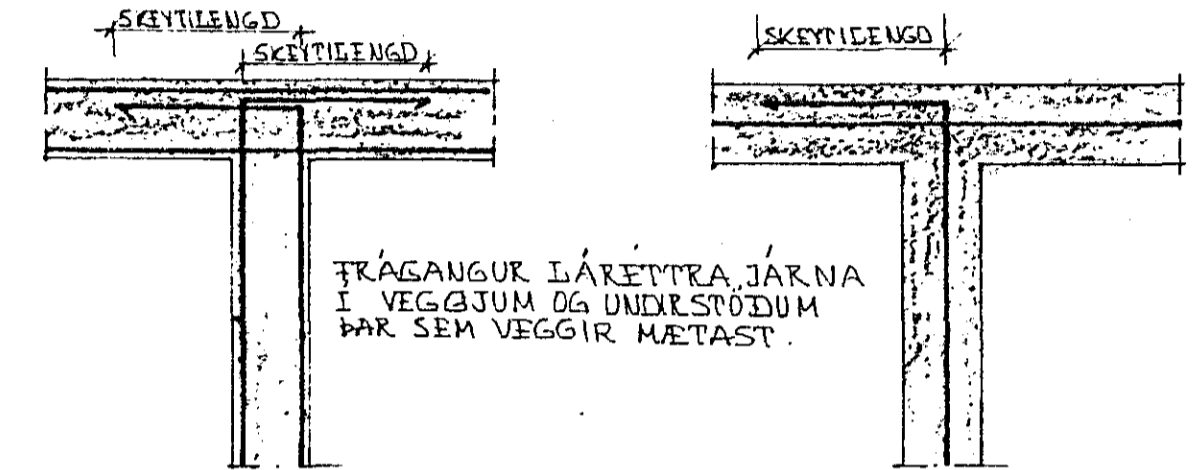 SKEYTILENGD
SKEYTILENGD
SKEYTILENGD
FRÁGANGUR LÁRÉTTRA JÁRNA
Í VEGGJUM OG UNDIRSTÖÐUM
ÞAR SEM VEGGIR MÆTAST.